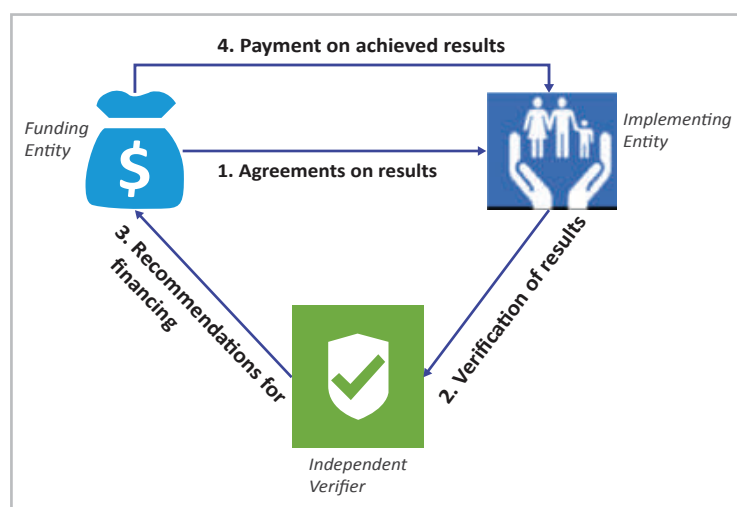 4. Payment on achieved results
Funding
Entity
$
Implementing
Entity
1. Agreements on results
3. Recommendations for
financing
2. Verification of results
Independent
Verifier